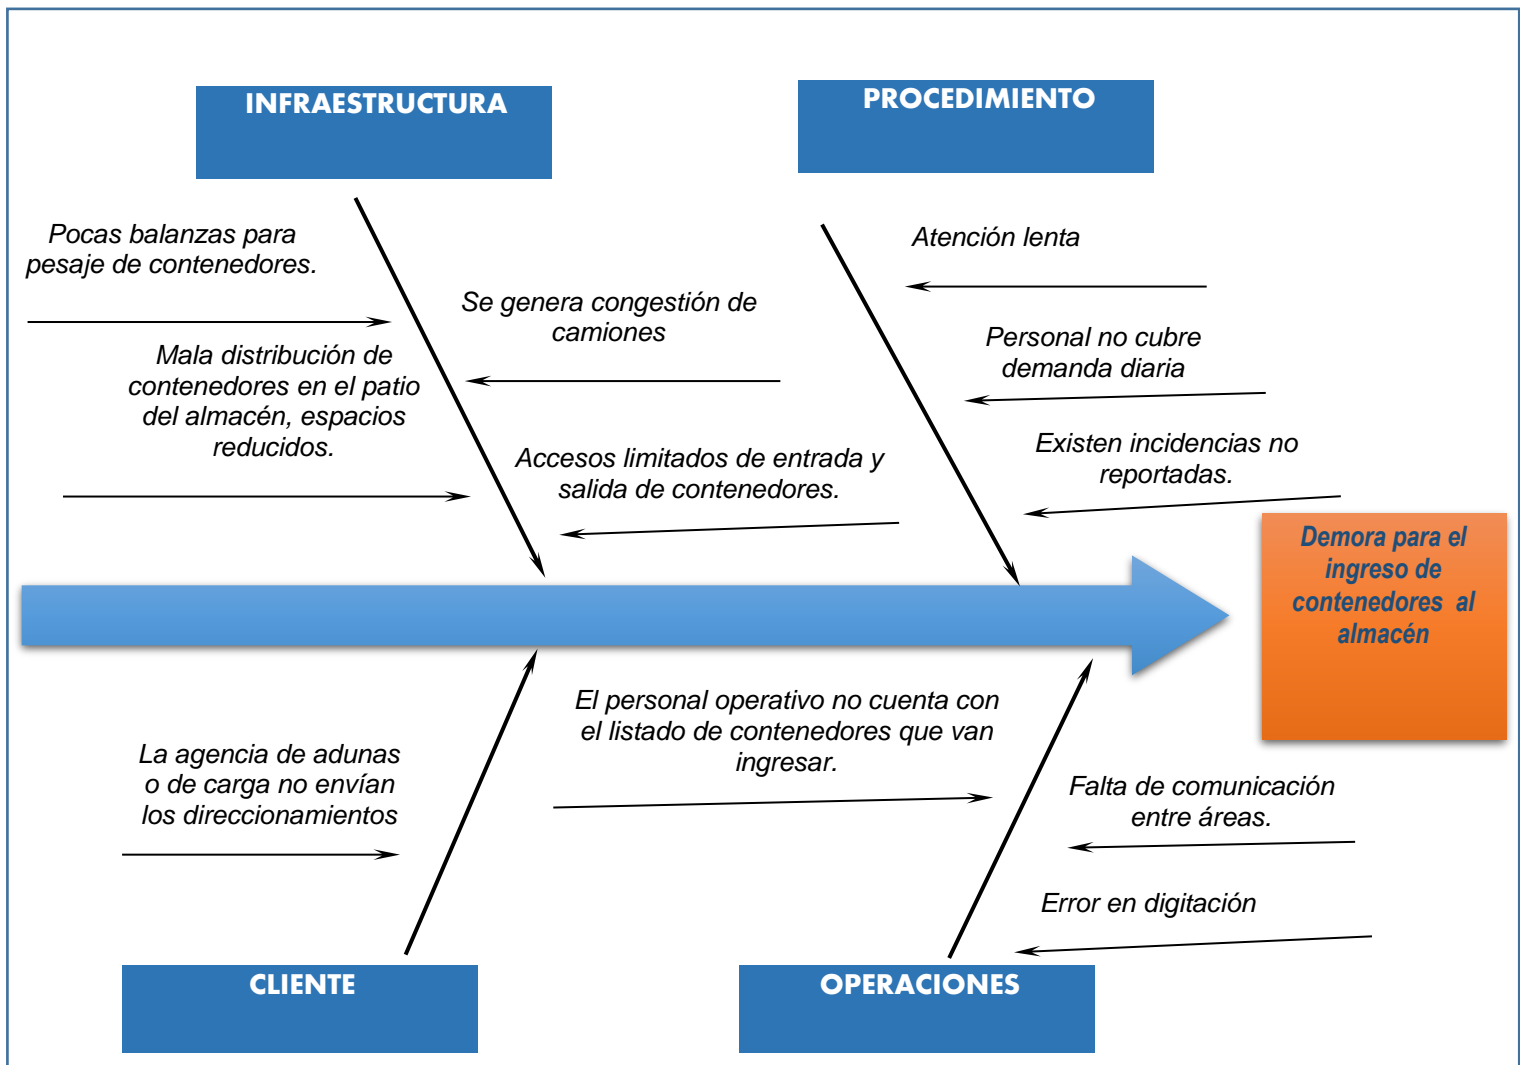 INFRAESTRUCTURA
PROCEDIMIENTO
Pocas balanzas para
pesaje de contenedores.
Mala distribución de
contenedores en el patio
del almacén, espacios
reducidos.
Se genera congestión de
camiones
Accesos limitados de entrada y
salida de contenedores.
Atención lenta
Personal no cubre
demanda diaria
Existen incidencias no
reportadas.
Demora para el
ingreso de
contenedores al
almacén
La agencia de adunas
o de carga no envían
los direccionamientos
El personal operativo no cuenta con
el listado de contenedores que van
ingresar.
Falta de comunicación
entre áreas.
Error en digitación
CLIENTE
OPERACIONES